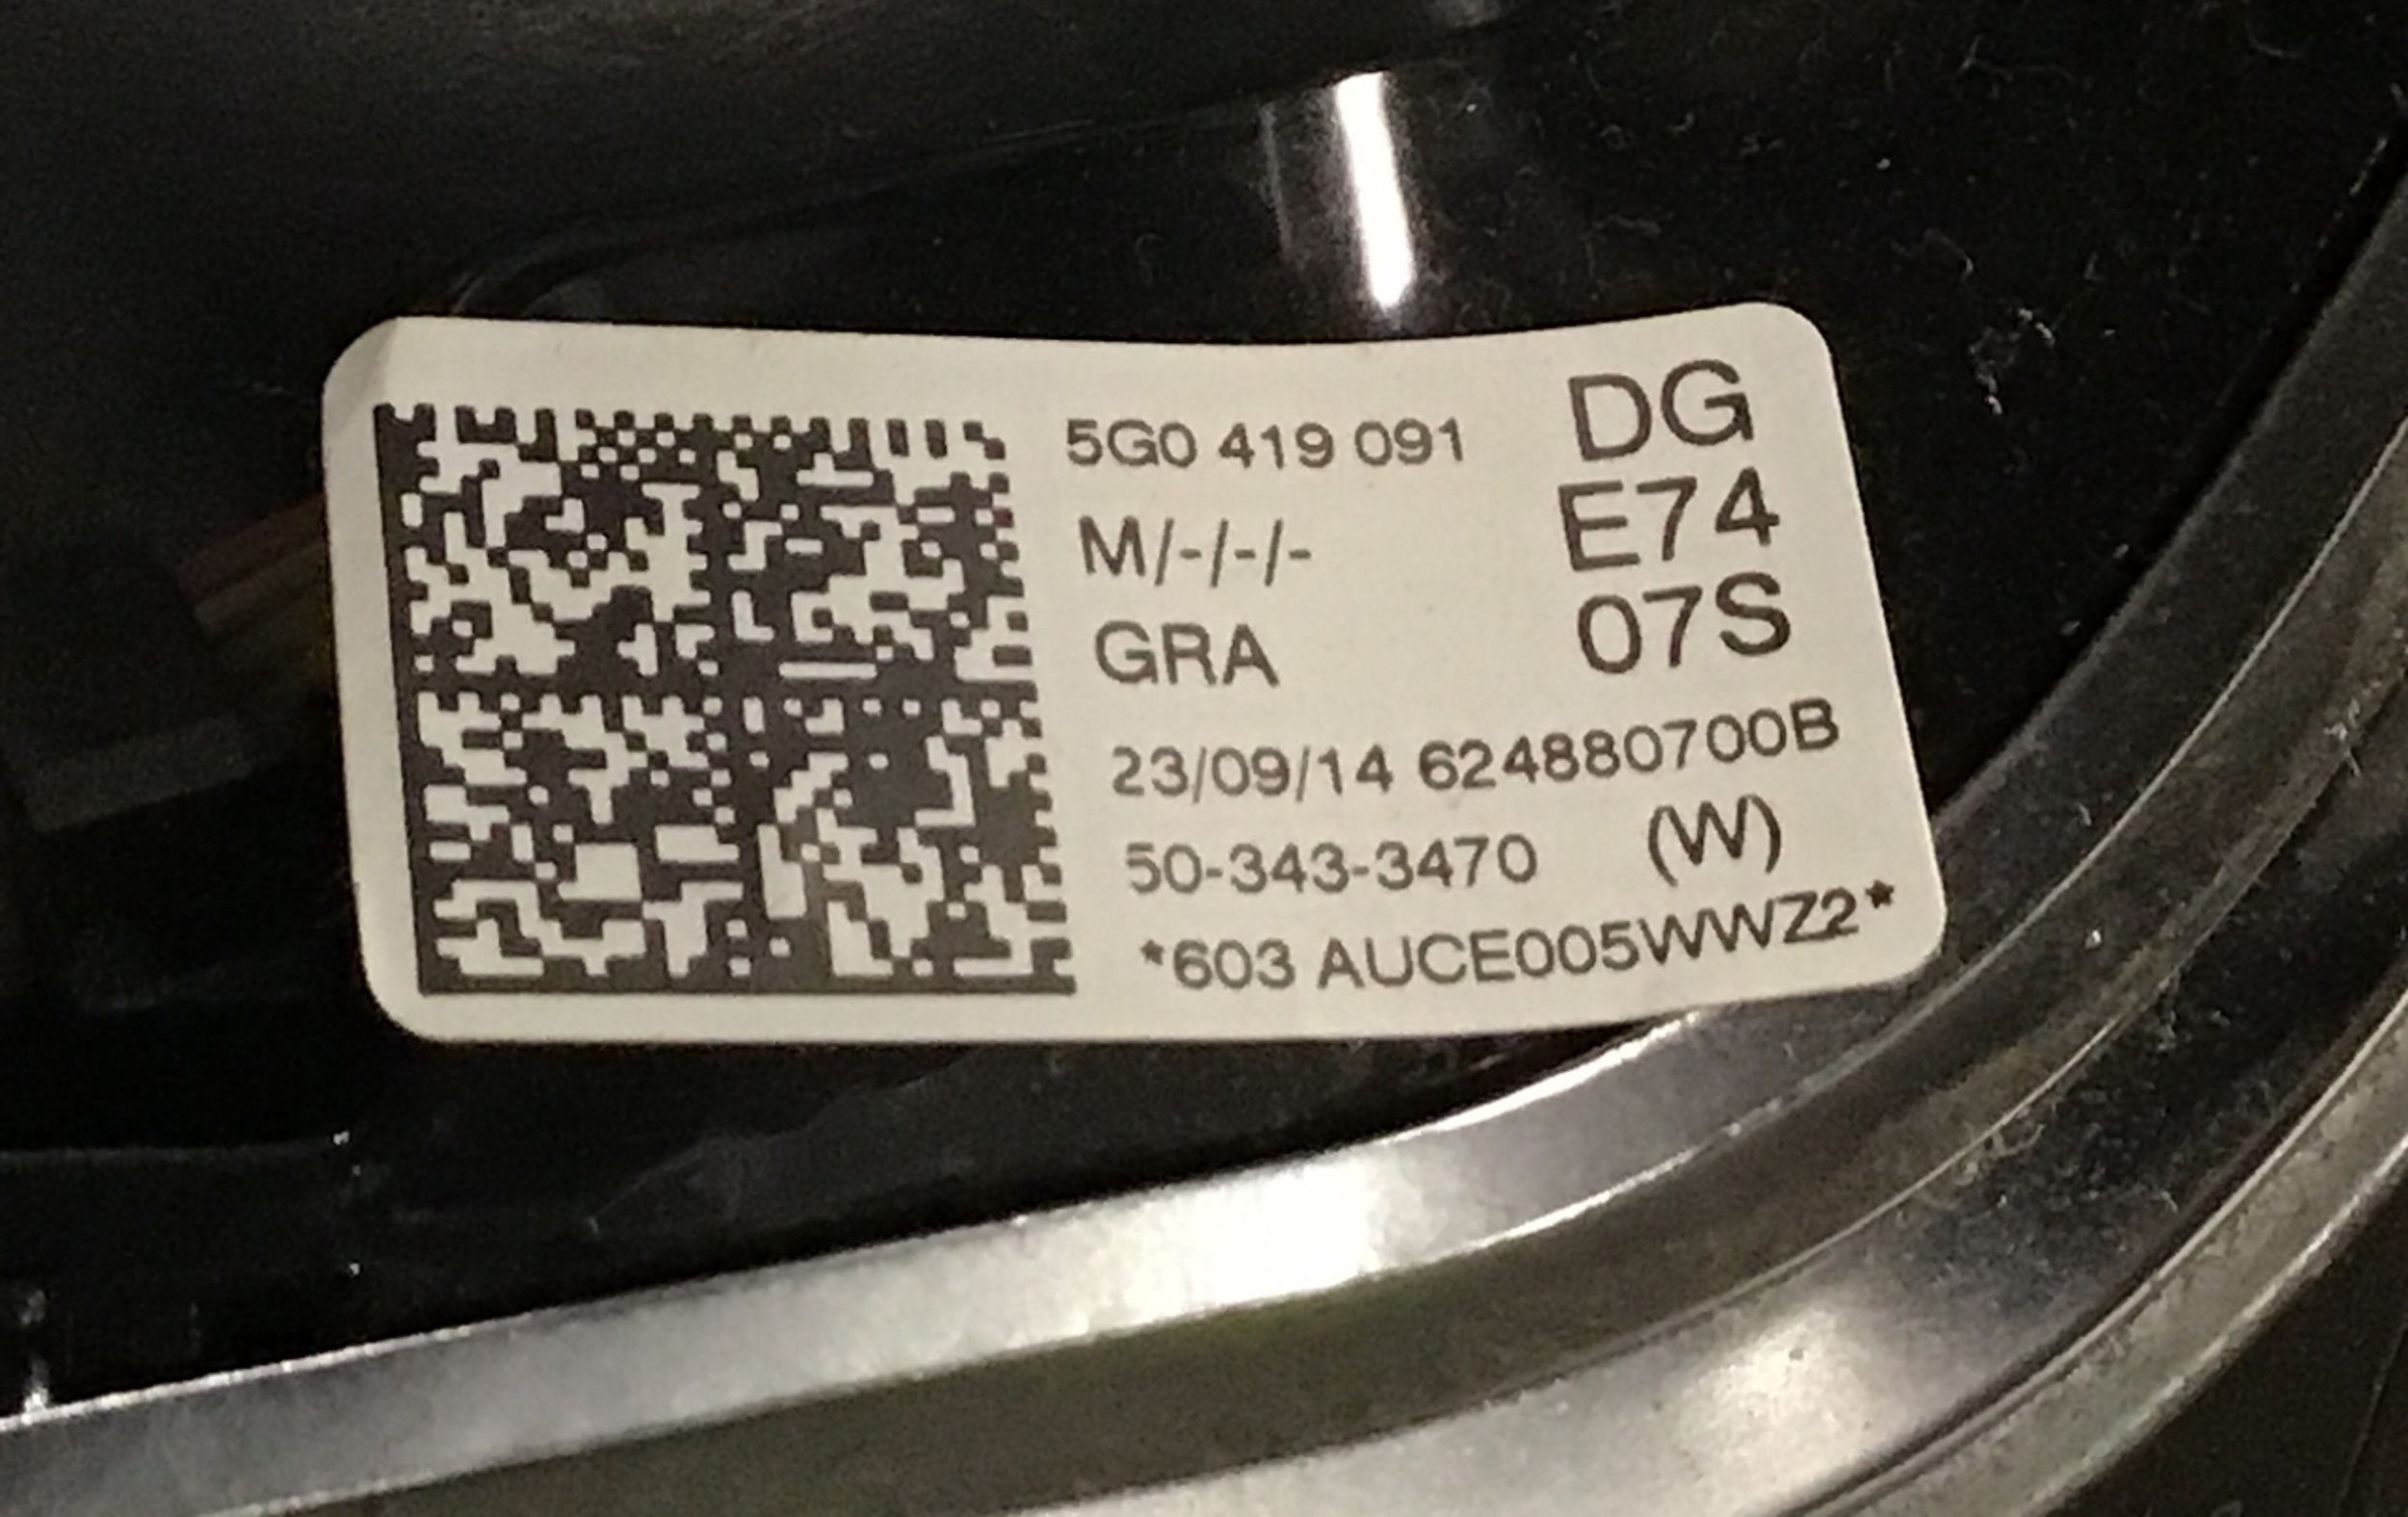 5G0 419 091 DG
M/-/-/- E74
GRA 07S
23/09/14 624880700B
50-343-3470 (W)
*603 AUCE005WWZ2*